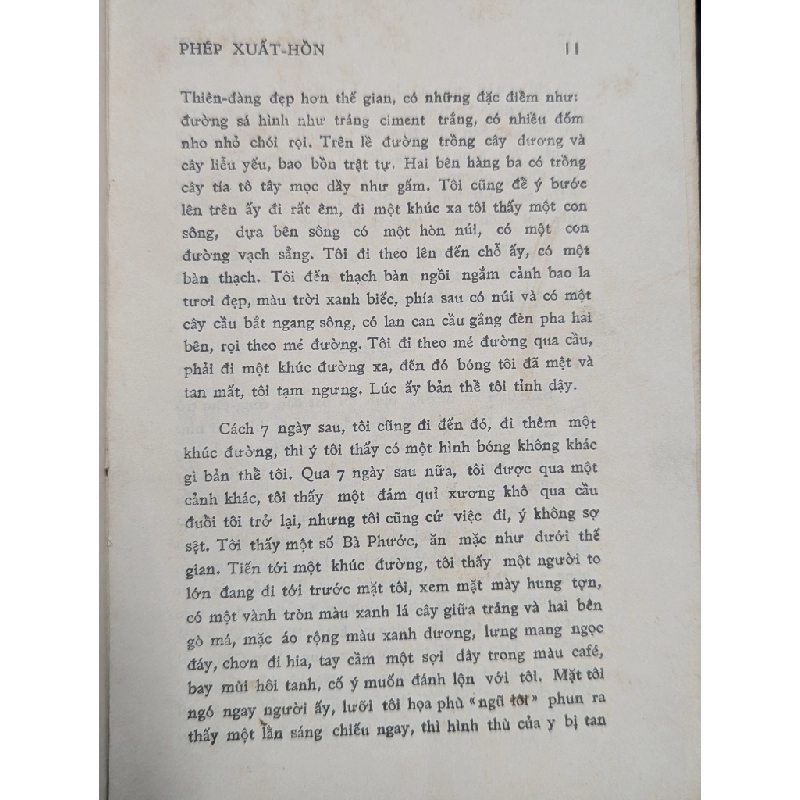 PHÉP XUẤT-HỒN 11
Thiên-đàng đẹp hơn thế gian, có những đặc điểm như:
đường sá hình như tráng ciment trắng, có nhiều đốm
nho nhỏ chói rọi. Trên lề đường trồng cây dương và
cây liễu yếu, bao bồn trật tự. Hai bên hàng ba có trồng
cây tía tô tây mọc dầy như gấm. Tôi cũng để ý bước
lên trên ấy đi rất êm, đi một khúc xa tôi thấy một con
sông, dựa bên sông có một hòn núi, có một con
đường vạch sẳng. Tôi đi theo lên đến chỗ ấy, có một
bàn thạch. Tôi đến thạch bàn ngồi ngắm cảnh bao la
tươi đẹp, màu trời xanh biếc, phía sau có núi và có một
cây cầu bắt ngang sông, có lan can cầu gắng đèn pha hai
bên, rọi theo mé đường. Tôi đi theo mé đường qua cầu,
phải đi một khúc đường xa, đến đó bóng tôi đã mệt và
tan mất, tôi tạm ngưng. Lúc ấy bản thể tôi tỉnh dậy.
Cách 7 ngày sau, tôi cũng đi đến đó, đi thêm một
khúc đường, thì ý tôi thấy có một hình bóng không khác
gì bản thể tôi. Qua 7 ngày sau nữa, tôi được qua một
cảnh khác, tôi thấy một đám quỉ xương khô qua cầu
đuổi tôi trở lại, nhưng tôi cũng cứ việc đi, ý không sợ
sệt. Tới thấy một số Bà Phước, ăn mặc như dưới thế
gian. Tiến tới một khúc đường, tôi thấy một người to
lớn đang đi tới trước mặt tôi, xem mặt mày hung tợn,
có một vành tròn màu xanh lá cây giữa trắng và hai bên
gò má, mặc áo rộng màu xanh dương, lưng mang ngọc
đáy, chơn đi hia, tay cầm một sợi dây trong màu café,
bay mùi hôi tanh, cố ý muốn đánh lộn với tôi. Mặt tôi
ngó ngay người ấy, lưỡi tôi họa phù «ngũ tôi» phun ra
thấy một lằn sáng chiếu ngay, thì hình thù của y bị tan